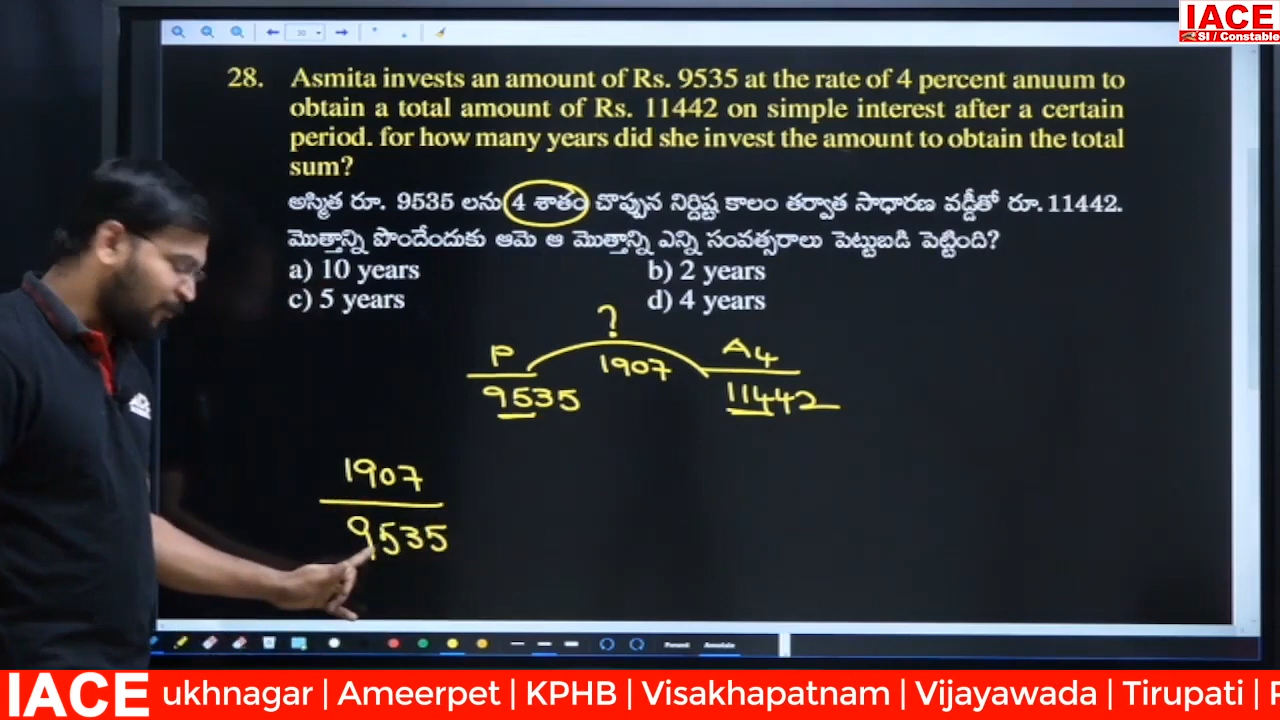 IACE
SI / Constable
30
28. Asmita invests an amount of Rs. 9535 at the rate of 4 percent anuum to
obtain a total amount of Rs. 11442 on simple interest after a certain
period. for how many years did she invest the amount to obtain the total
sum?
అస్మిత రూ. 9535 లను 4 శాతం చొప్పున నిర్దిష్ట కాలం తర్వాత సాధారణ వడ్డీతో రూ. 11442.
మొత్తాన్ని పొందేందుకు ఆమె ఆ మొత్తాన్ని ఎన్ని సంవత్సరాలు పెట్టుబడి పెట్టింది?
a) 10 years b) 2 years
c) 5 years d) 4 years
?
P 1907 A4
9535 11442
1907
9535
IACE ukhnagar | Ameerpet | KPHB | Visakhapatnam | Vijayawada | Tirupati |